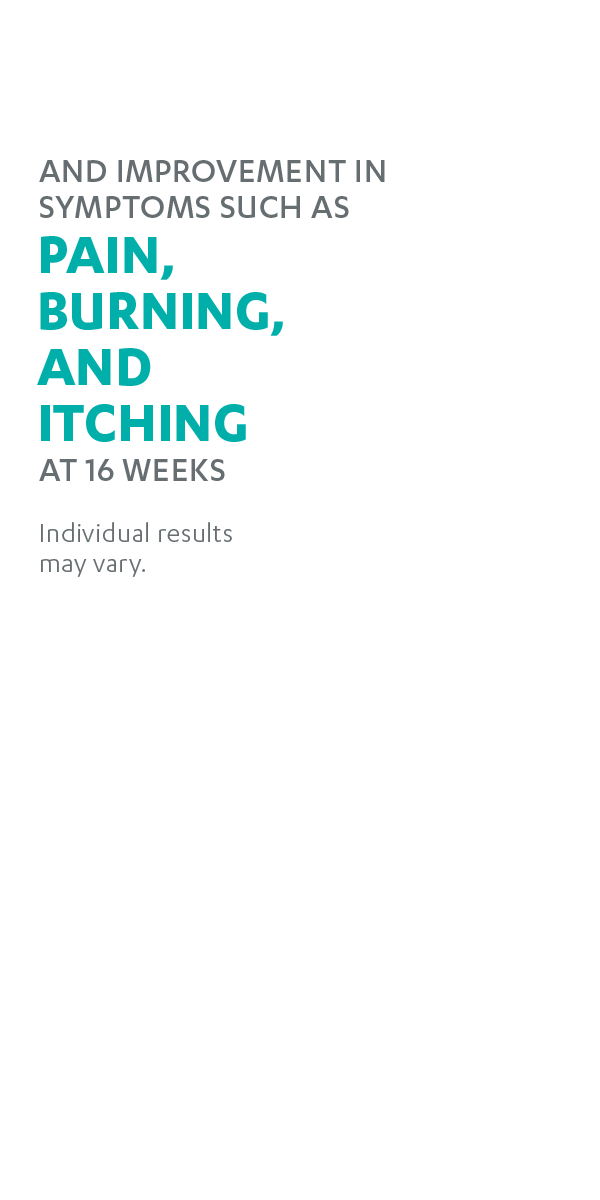 AND IMPROVEMENT IN
SYMPTOMS SUCH AS
PAIN,
BURNING,
AND
ITCHING
AT 16 WEEKS
Individual results
may vary.